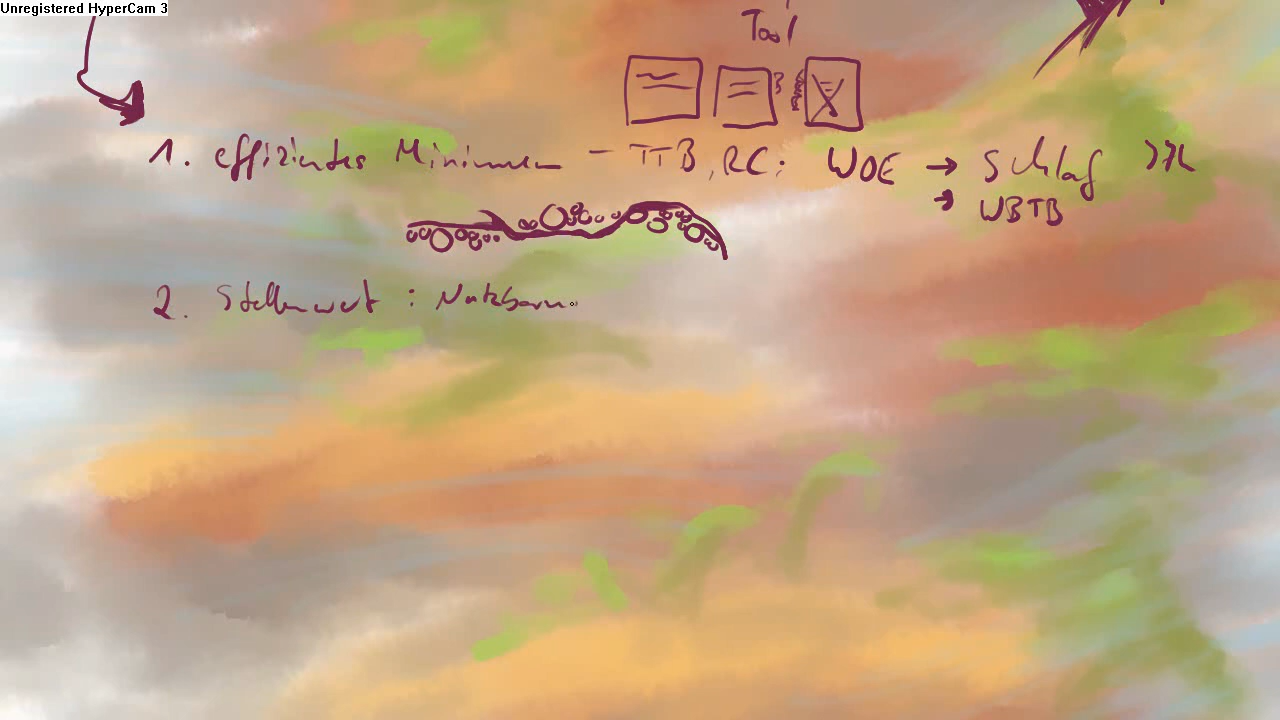 Unregistered HyperCam 3
Tool
1. effizientes Minimum - TTB, RC; WOE → Schlaf
→ WBTB
2. Stellenwert : Nutzbarm